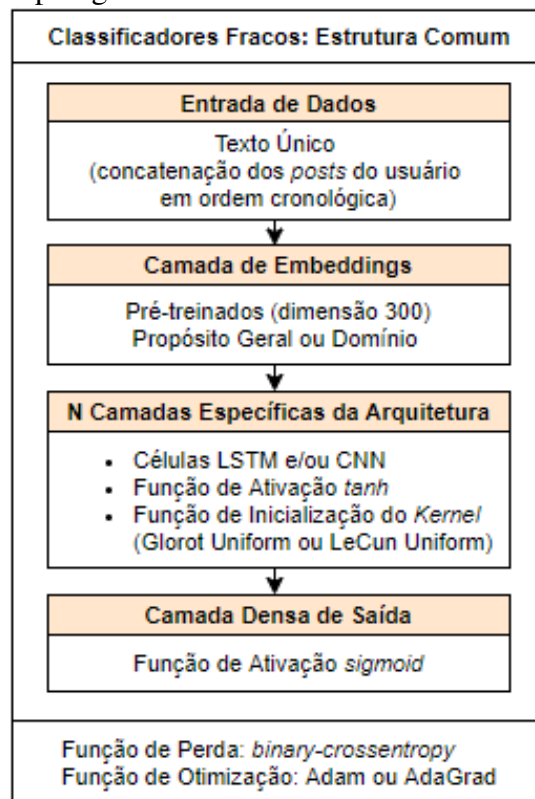 Classificadores Fracos: Estrutura Comum
Entrada de Dados
Texto Único
(concatenação dos posts do usuário
em ordem cronológica)
Camada de Embeddings
Pré-treinados (dimensão 300)
Propósito Geral ou Domínio
N Camadas Específicas da Arquitetura
• Células LSTM e/ou CNN
• Função de Ativação tanh
• Função de Inicialização do Kernel
(Glorot Uniform ou LeCun Uniform)
Camada Densa de Saída
Função de Ativação sigmoid
Função de Perda: binary-crossentropy
Função de Otimização: Adam ou AdaGrad